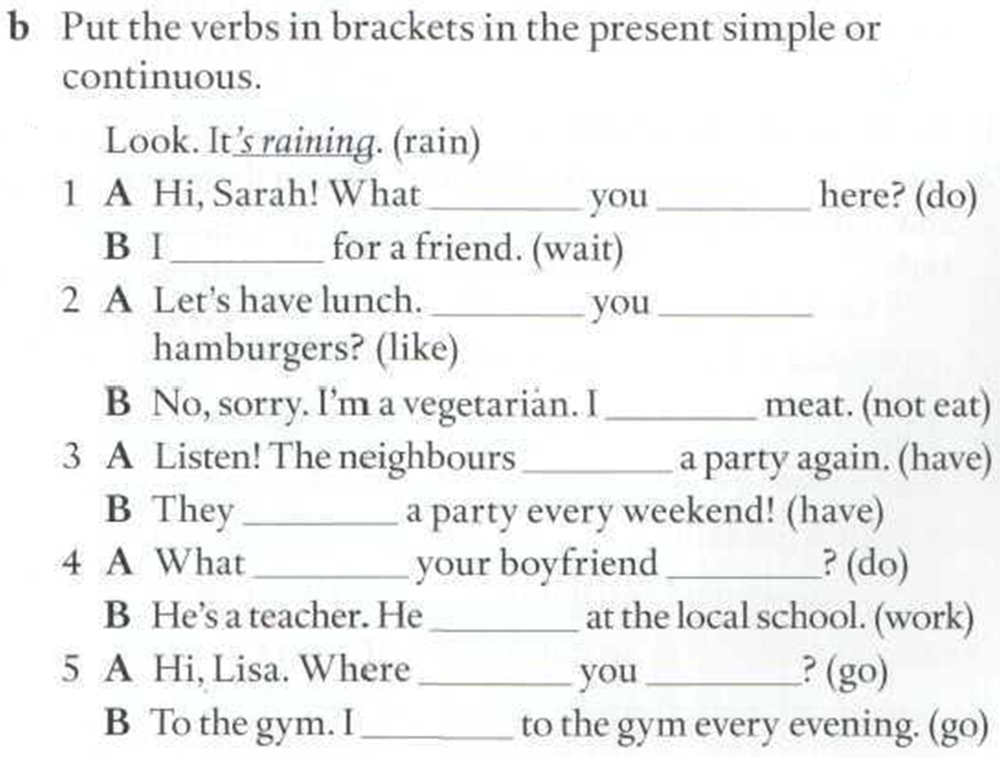 b Put the verbs in brackets in the present simple or
continuous.
Look. It's raining. (rain)
1 A Hi, Sarah! What ________ you ________ here? (do)
B I ________ for a friend. (wait)
2 A Let's have lunch. ________ you ________
hamburgers? (like)
B No, sorry. I'm a vegetarian. I ________ meat. (not eat)
3 A Listen! The neighbours ________ a party again. (have)
B They ________ a party every weekend! (have)
4 A What ________ your boyfriend ________? (do)
B He's a teacher. He ________ at the local school. (work)
5 A Hi, Lisa. Where ________ you ________? (go)
B To the gym. I ________ to the gym every evening. (go)